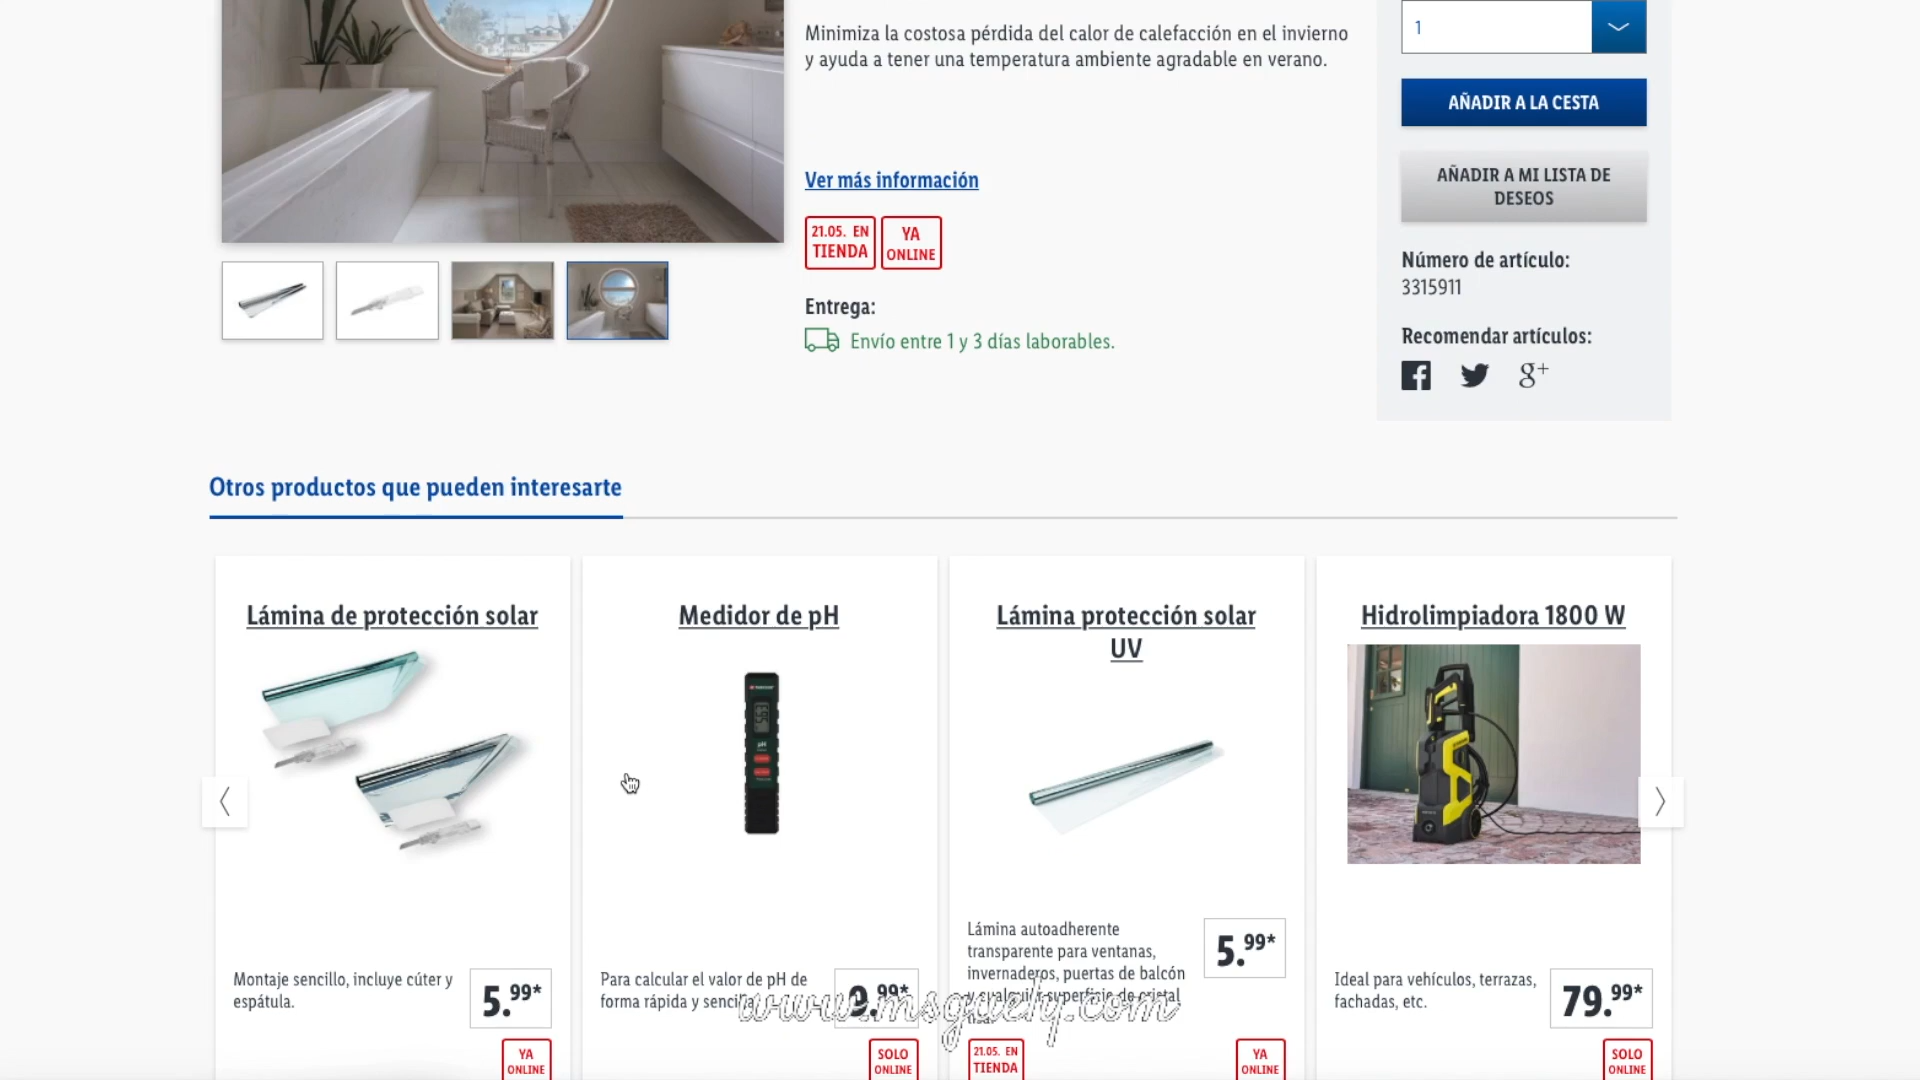 Minimiza la costosa pérdida del calor de calefacción en el invierno
y ayuda a tener una temperatura ambiente agradable en verano.
Ver más información
21.05. EN
TIENDA
YA
ONLINE
Entrega:
Envío entre 1 y 3 días laborables.
1
AÑADIR A LA CESTA
AÑADIR A MI LISTA DE
DESEOS
Número de artículo:
3315911
Recomendar artículos:
g+
Otros productos que pueden interesarte
Lámina de protección solar
Montaje sencillo, incluye cúter y
espátula.
5.99*
YA
ONLINE
Medidor de pH
Para calcular el valor de pH de
forma rápida y sencilla.
9.99*
SOLO
ONLINE
Lámina protección solar
UV
Lámina autoadherente
transparente para ventanas,
invernaderos, puertas de balcón
y cualquier superficie de cristal
lisa.
5.99*
21.05. EN
TIENDA
YA
ONLINE
Hidrolimpiadora 1800 W
Ideal para vehículos, terrazas,
fachadas, etc.
79.99*
SOLO
ONLINE
www.msguely.com